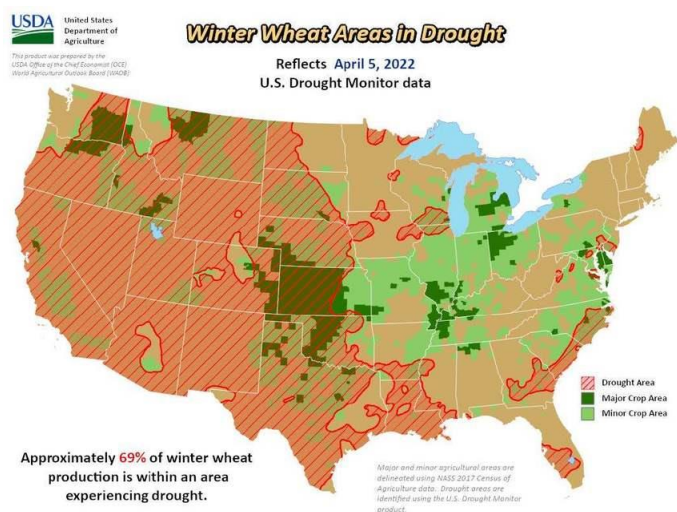 USDA
United States
Department of
Agriculture
This product was prepared by the
USDA Office of the Chief Economist (OCE)
World Agricultural Outlook Board (WAOB)
Winter Wheat Areas in Drought
Reflects April 5, 2022
U.S. Drought Monitor data
Drought Area
Major Crop Area
Minor Crop Area
Approximately 69% of winter wheat
production is within an area
experiencing drought.
Major and minor agricultural areas are
delineated using NASS 2017 Census of
Agriculture data. Drought areas are
identified using the U.S. Drought Monitor
product.